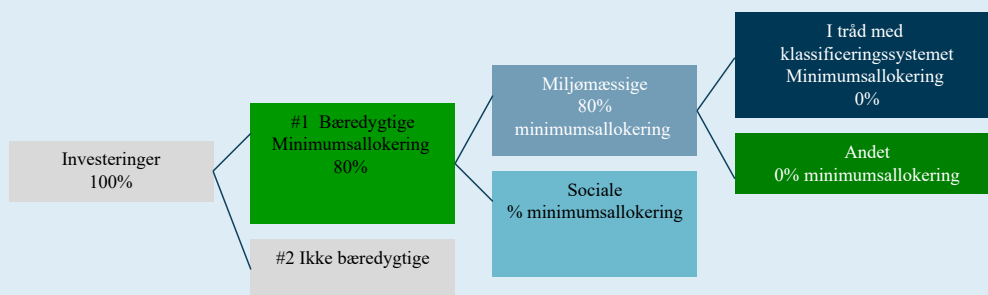 Investeringer
100%
#1 Bæredygtige
Minimumsallokering
80%
#2 Ikke bæredygtige
Miljømæssige
80%
minimumsallokering
Sociale
% minimumsallokering
I tråd med
klassificeringssystemet
Minimumsallokering
0%
Andet
0% minimumsallokering